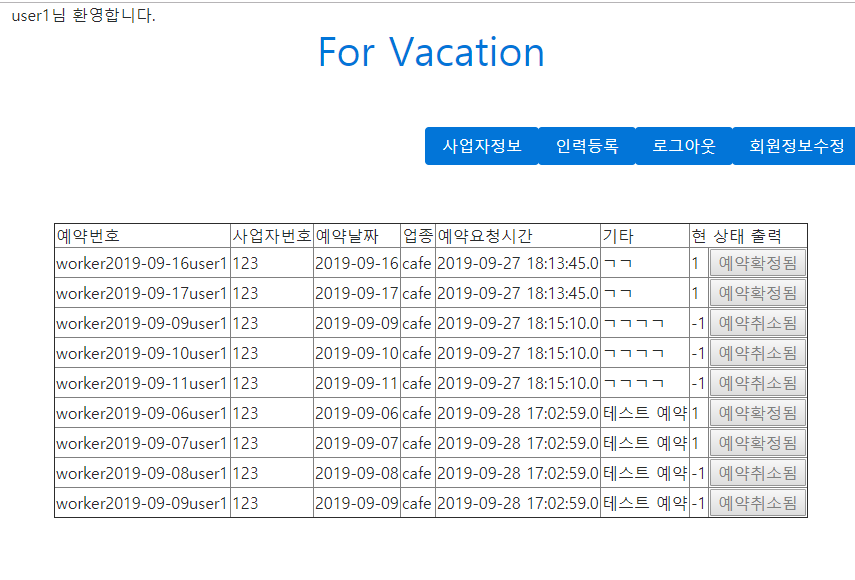 user1님 환영합니다.
For Vacation
사업자정보 인력등록 로그아웃 회원정보수정
예약번호 사업자번호 예약날짜 업종 예약요청시간 기타 현 상태 출력
worker2019-09-16user1 123 2019-09-16 cafe 2019-09-27 18:13:45.0 ㄱㄱ 1 예약확정됨
worker2019-09-17user1 123 2019-09-17 cafe 2019-09-27 18:13:45.0 ㄱㄱ 1 예약확정됨
worker2019-09-09user1 123 2019-09-09 cafe 2019-09-27 18:15:10.0 ㄱㄱㄱㄱ -1 예약취소됨
worker2019-09-10user1 123 2019-09-10 cafe 2019-09-27 18:15:10.0 ㄱㄱㄱㄱ -1 예약취소됨
worker2019-09-11user1 123 2019-09-11 cafe 2019-09-27 18:15:10.0 ㄱㄱㄱㄱ -1 예약취소됨
worker2019-09-06user1 123 2019-09-06 cafe 2019-09-28 17:02:59.0 테스트 예약 1 예약확정됨
worker2019-09-07user1 123 2019-09-07 cafe 2019-09-28 17:02:59.0 테스트 예약 1 예약확정됨
worker2019-09-08user1 123 2019-09-08 cafe 2019-09-28 17:02:59.0 테스트 예약 -1 예약취소됨
worker2019-09-09user1 123 2019-09-09 cafe 2019-09-28 17:02:59.0 테스트 예약 -1 예약취소됨